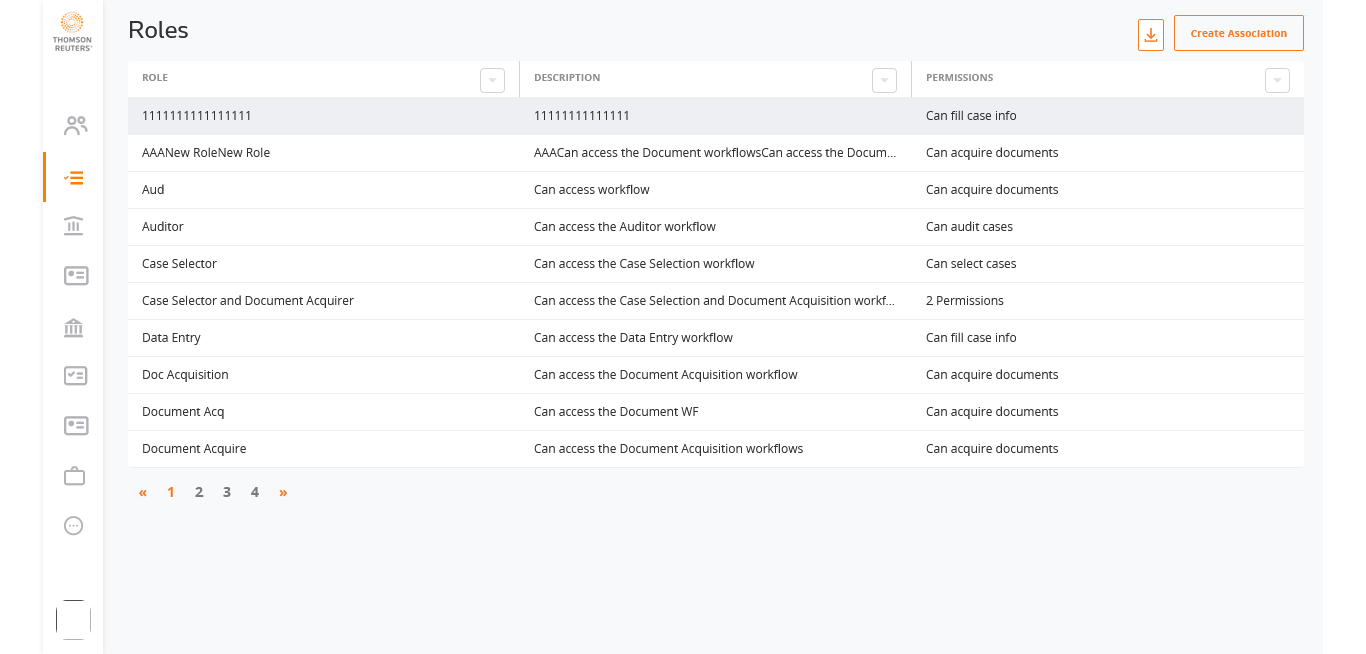 THOMSON
REUTERS®
Roles
Create Association
ROLE DESCRIPTION PERMISSIONS
1111111111111111 11111111111111 Can fill case info
AAANew RoleNew Role AAACan access the Document workflowsCan access the Docum... Can acquire documents
Aud Can access workflow Can acquire documents
Auditor Can access the Auditor workflow Can audit cases
Case Selector Can access the Case Selection workflow Can select cases
Case Selector and Document Acquirer Can access the Case Selection and Document Acquisition workf... 2 Permissions
Data Entry Can access the Data Entry workflow Can fill case info
Doc Acquisition Can access the Document Acquisition workflow Can acquire documents
Document Acq Can access the Document WF Can acquire documents
Document Acquire Can access the Document Acquisition workflows Can acquire documents
« 1 2 3 4 »